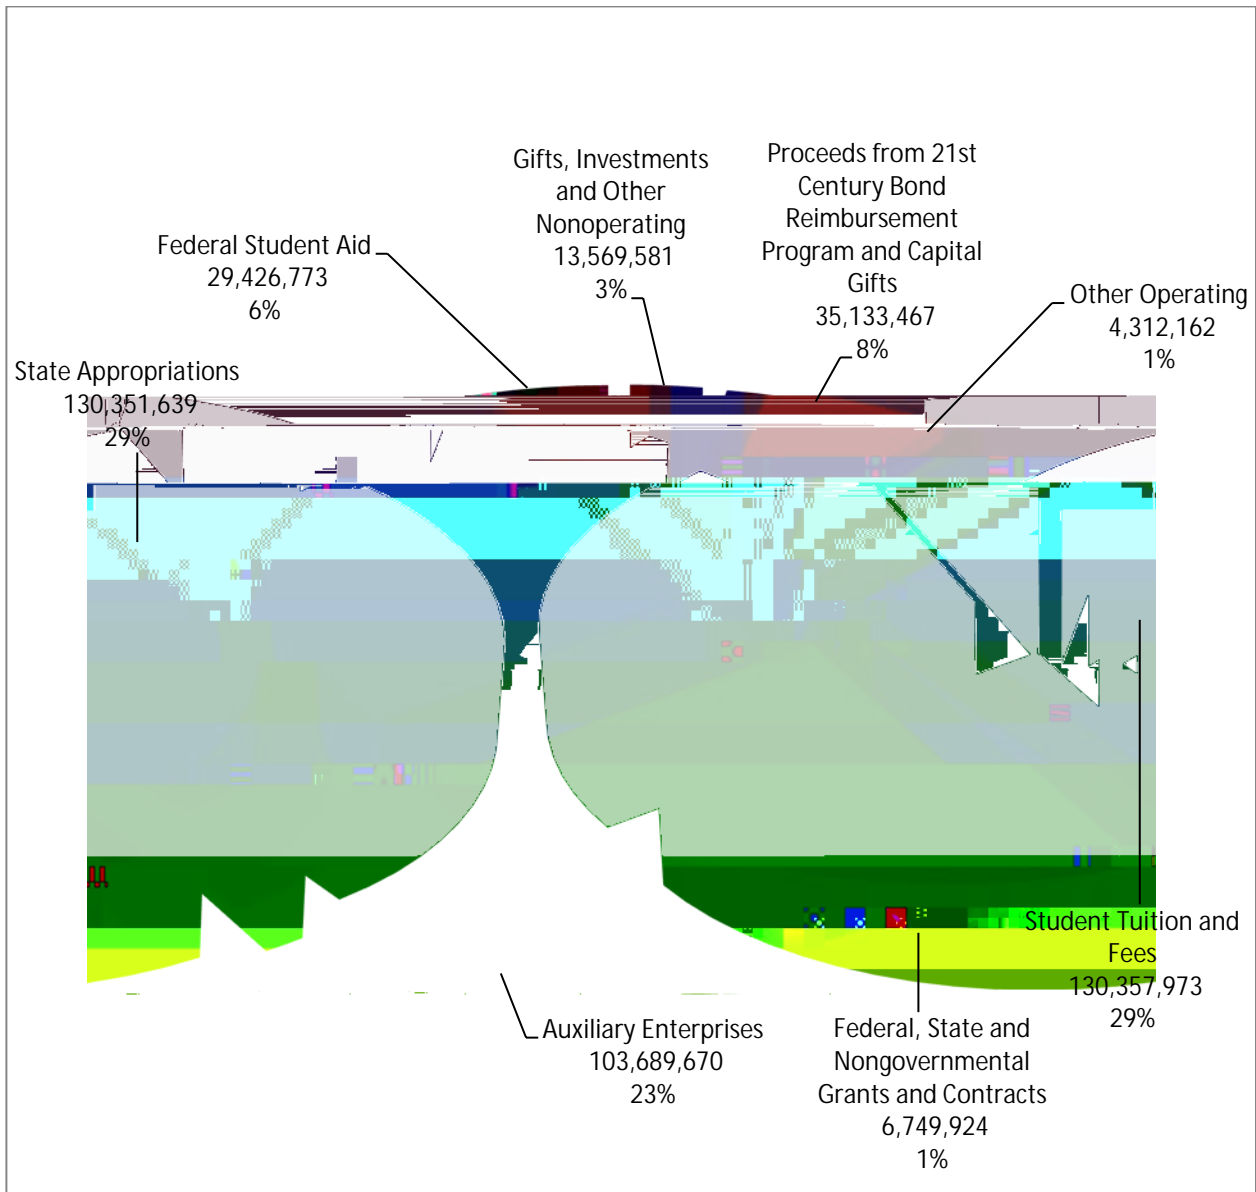 Gifts, Investments
and Other
Nonoperating
13,569,581
3%
Proceeds from 21st
Century Bond
Reimbursement
Program and Capital
Gifts
35,133,467
8%
Federal Student Aid
29,426,773
6%
Other Operating
4,312,162
1%
State Appropriations
130,351,639
29%
Student Tuition and
Fees
130,357,973
29%
Auxiliary Enterprises
103,689,670
23%
Federal, State and
Nongovernmental
Grants and Contracts
6,749,924
1%